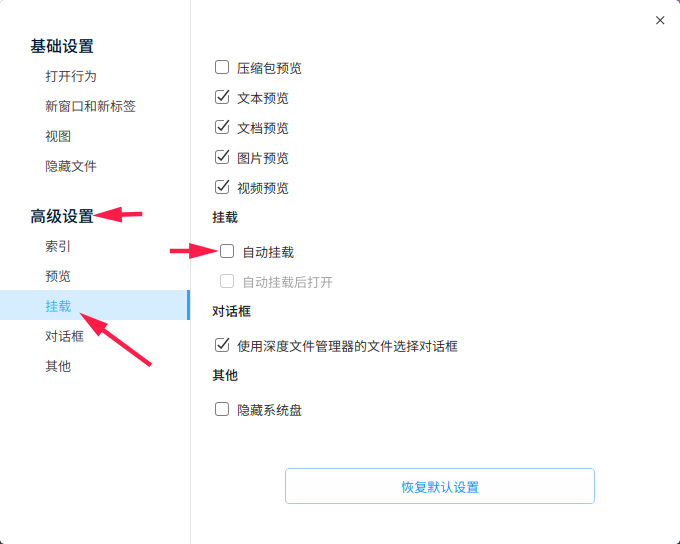 基础设置
打开行为
新窗口和新标签
视图
隐藏文件
高级设置
索引
预览
挂载
对话框
其他
压缩包预览
文本预览
文档预览
图片预览
视频预览
挂载
自动挂载
自动挂载后打开
对话框
使用深度文件管理器的文件选择对话框
其他
隐藏系统盘
恢复默认设置